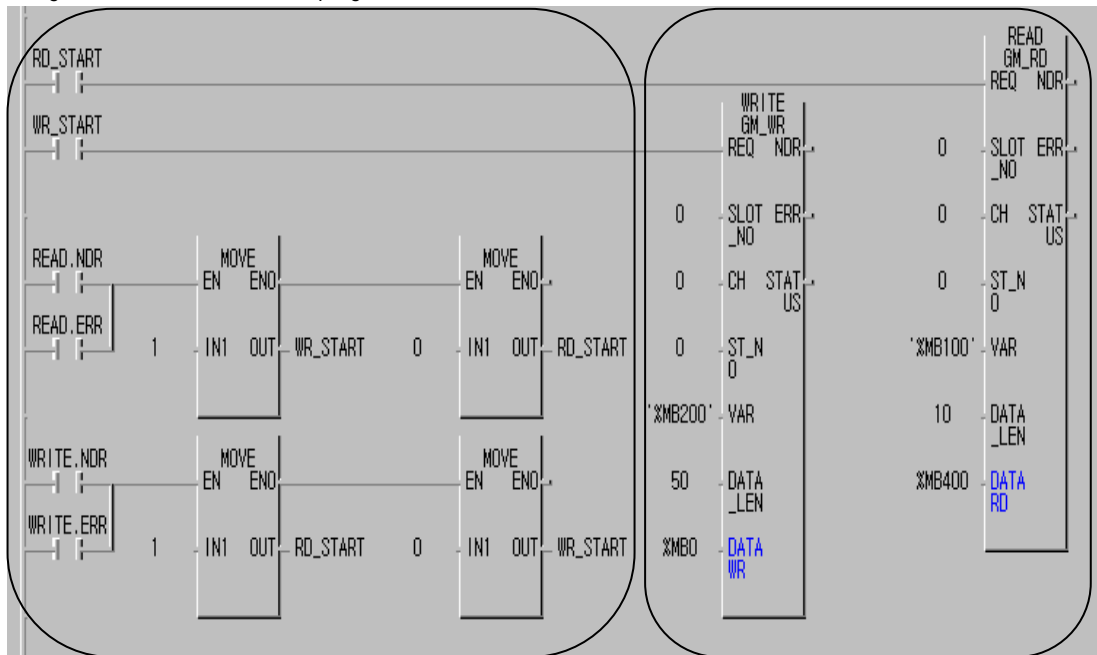 RD_START
READ
GM_RD
REQ NDR
WR_START
WRITE
GM_WR
REQ NDR
0 SLOT ERR
_NO
0 SLOT ERR
_NO
0 CH STAT
US
READ.NDR
MOVE
EN ENO
MOVE
EN ENO
0 CH STAT
US
0 ST_N
O
READ.ERR
1 IN1 OUT WR_START
0 IN1 OUT RD_START
0 ST_N
O
'%MB100' VAR
'%MB200' VAR
10 DATA
_LEN
WRITE.NDR
MOVE
EN ENO
MOVE
EN ENO
50 DATA
_LEN
%MB400 DATA
RD
WRITE.ERR
1 IN1 OUT RD_START
0 IN1 OUT WR_START
%MB0 DATA
WR